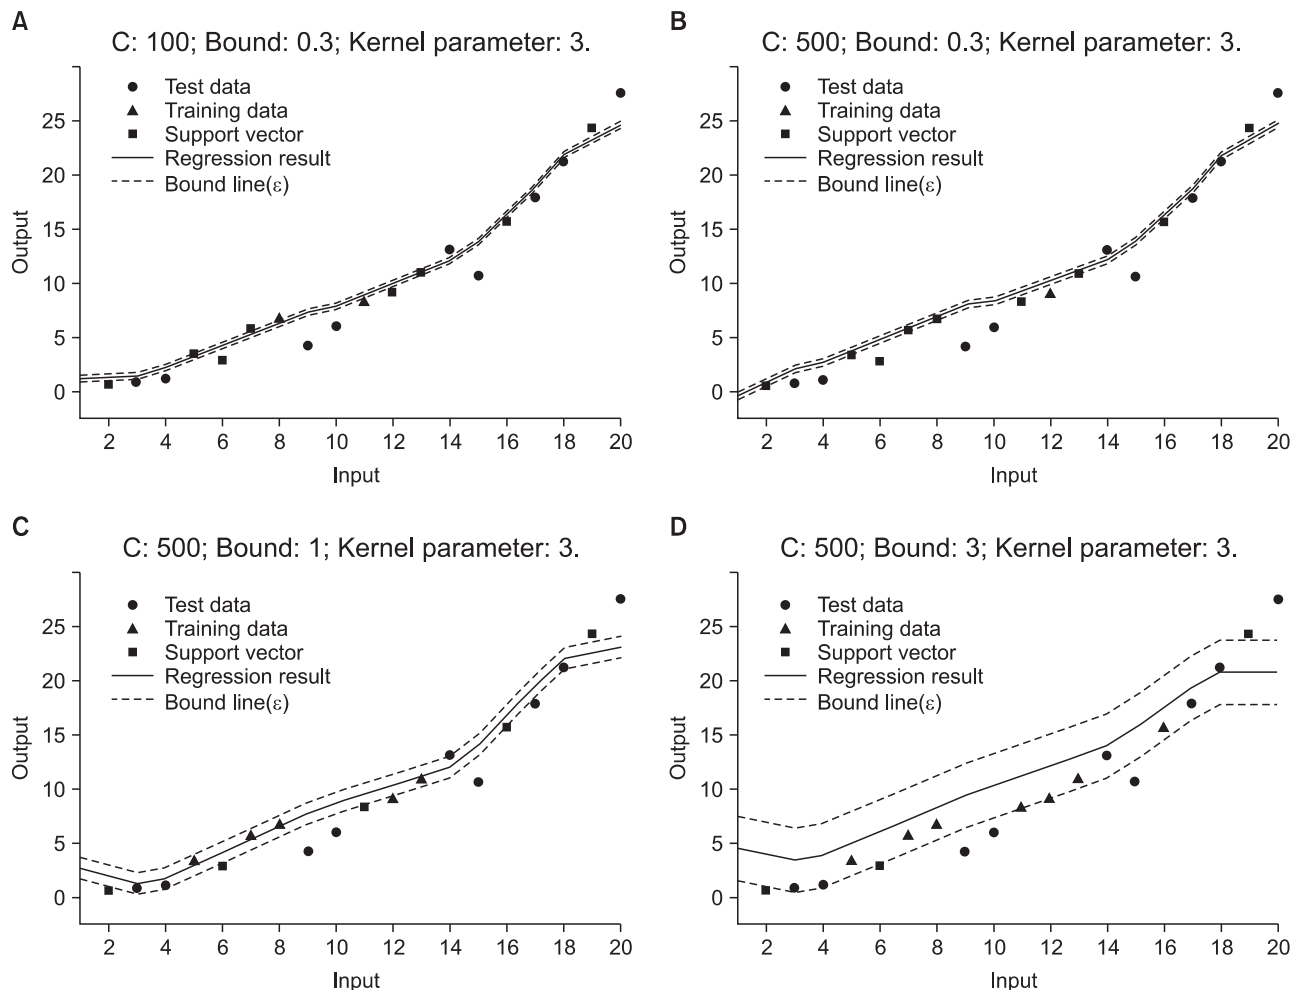 A
C: 100; Bound: 0.3; Kernel parameter: 3.
Test data
Training data
Support vector
Regression result
Bound line(ε)
25
20
15
10
5
0
Output
2 4 6 8 10 12 14 16 18 20
Input
B
C: 500; Bound: 0.3; Kernel parameter: 3.
Test data
Training data
Support vector
Regression result
Bound line(ε)
25
20
15
10
5
0
Output
2 4 6 8 10 12 14 16 18 20
Input
C
C: 500; Bound: 1; Kernel parameter: 3.
Test data
Training data
Support vector
Regression result
Bound line(ε)
25
20
15
10
5
0
Output
2 4 6 8 10 12 14 16 18 20
Input
D
C: 500; Bound: 3; Kernel parameter: 3.
Test data
Training data
Support vector
Regression result
Bound line(ε)
25
20
15
10
5
0
Output
2 4 6 8 10 12 14 16 18 20
Input